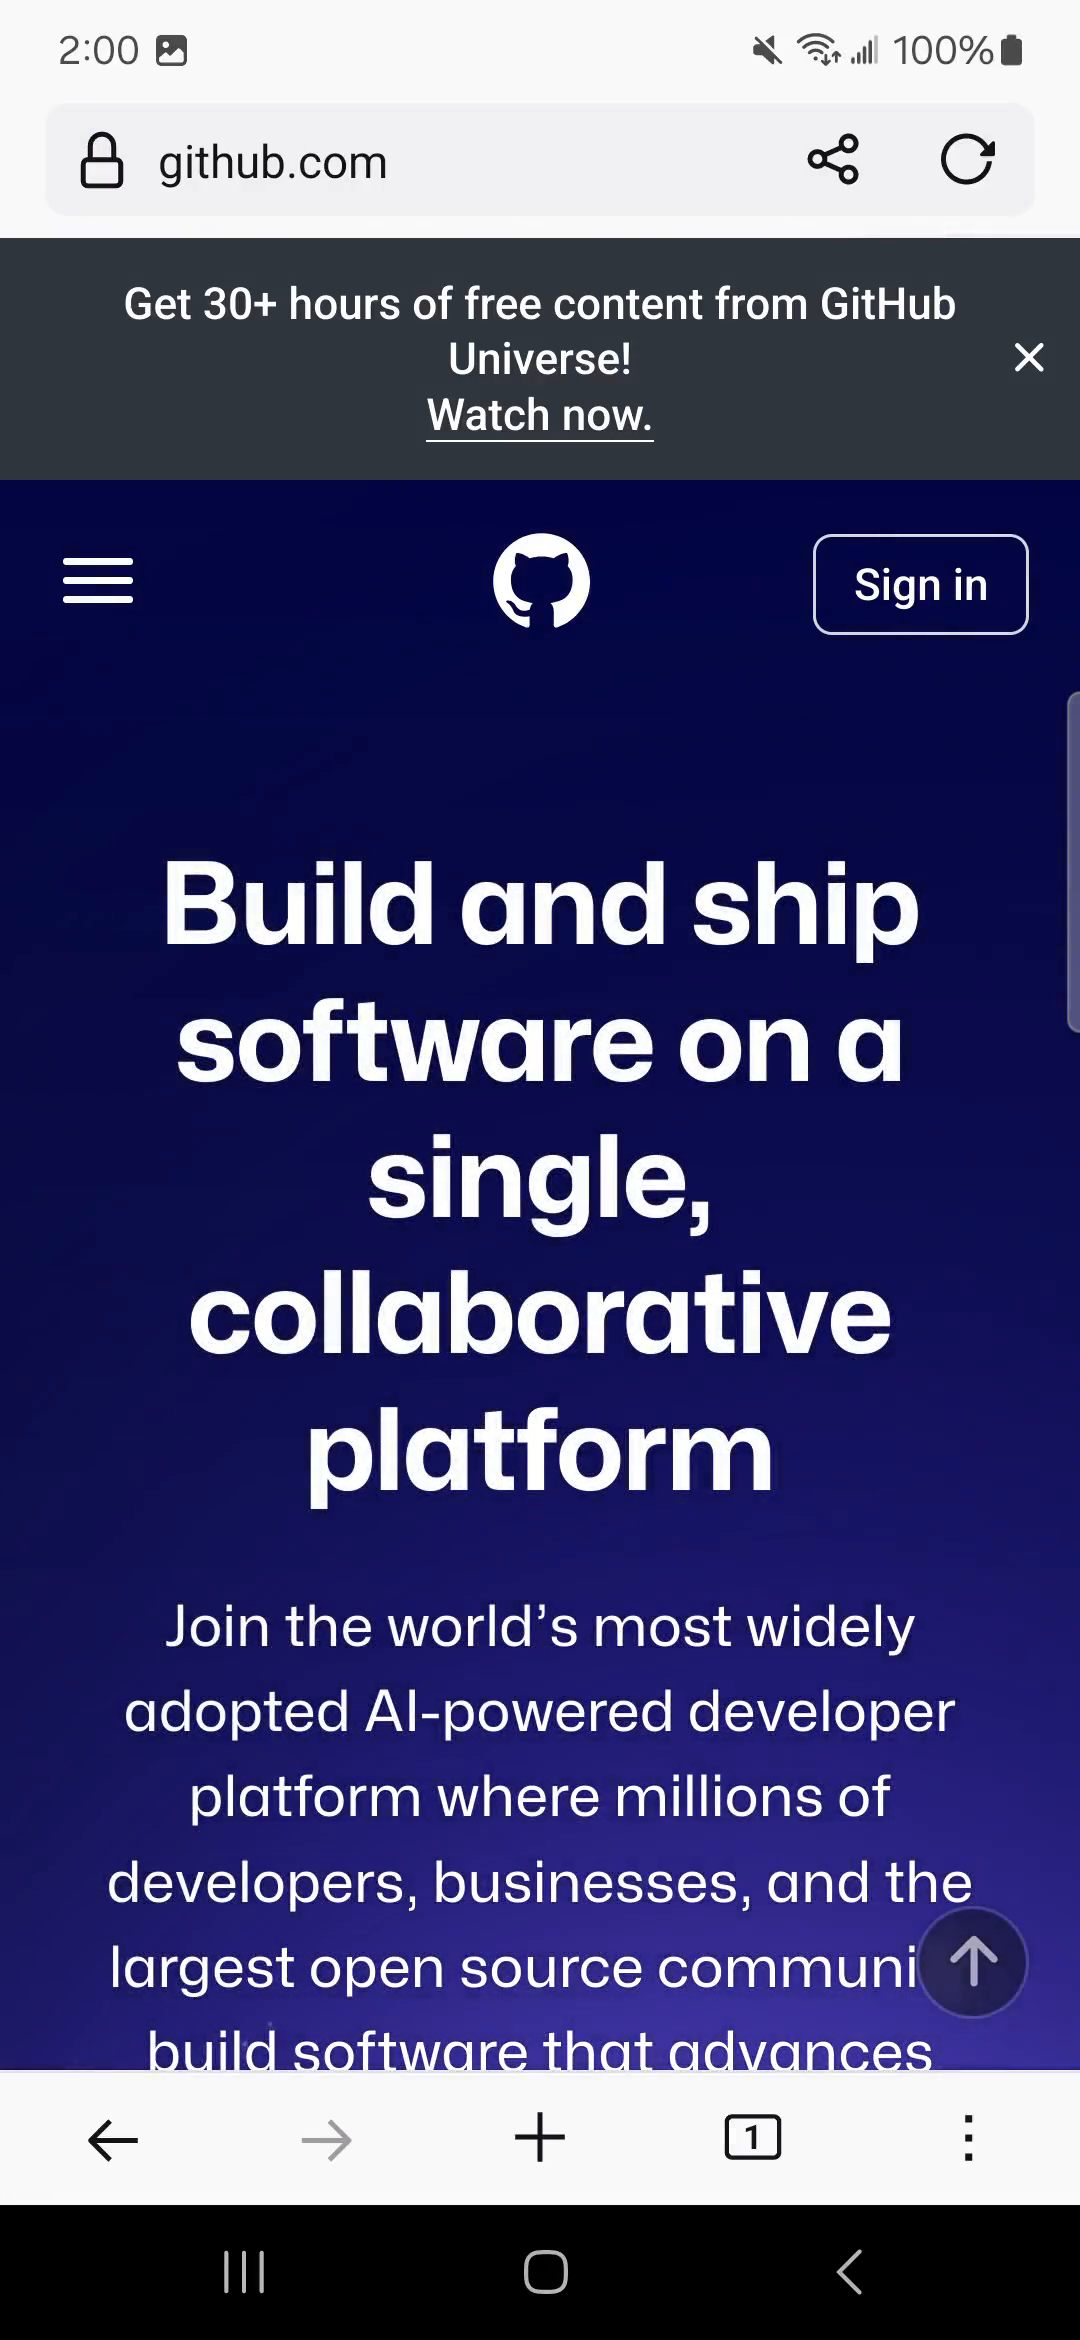 2:00 100%
github.com
Get 30+ hours of free content from GitHub
Universe!
Watch now.
Sign in
Build and ship
software on a
single,
collaborative
platform
Join the world’s most widely
adopted AI-powered developer
platform where millions of
developers, businesses, and the
largest open source communi
build software that advances
1